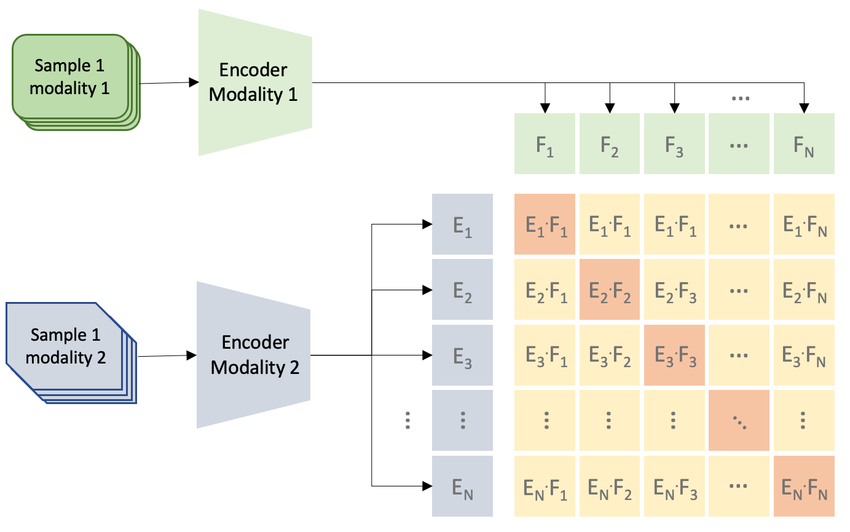 Sample 1
modality 1
Encoder
Modality 1
...
F1 F2 F3 ... FN
E1 E1·F1 E1·F1 E1·F1 ... E1·FN
E2 E2·F1 E2·F2 E2·F3 ... E2·FN
Sample 1
modality 2
Encoder
Modality 2
E3 E3·F1 E3·F2 E3·F3 ... E3·FN
⋮ ⋮ ⋮ ⋮ ⋮ ⋱ ⋮
EN EN·F1 EN·F2 EN·F3 ... EN·FN